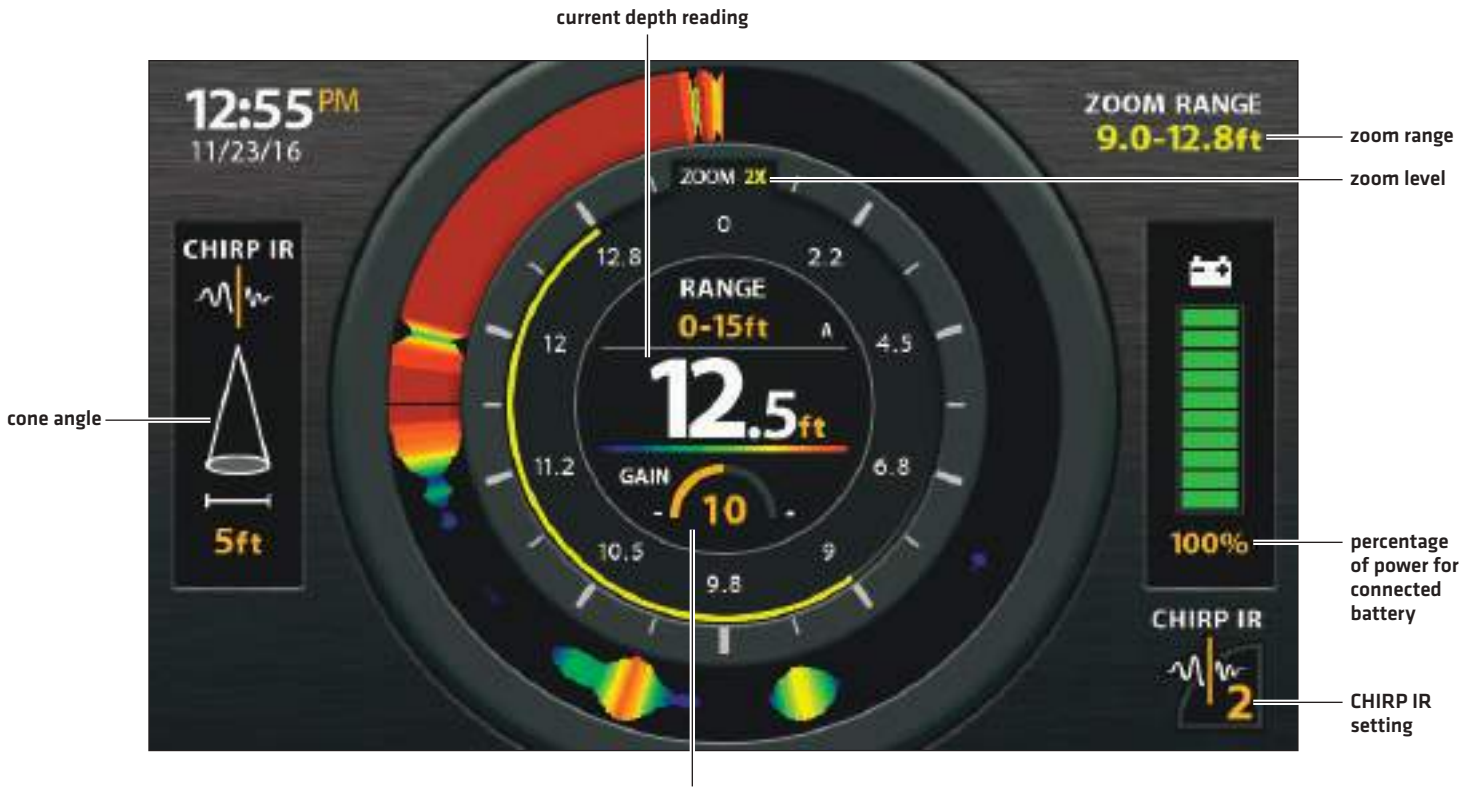 current depth reading
12:55 PM
11/23/16
ZOOM RANGE
9.0-12.8ft
zoom range
ZOOM 2X
zoom level
CHIRP IR
0
12.8
2.2
RANGE
0-15ft A
12
4.5
12.5ft
cone angle
11.2
6.8
GAIN
- 10 -
5ft
10.5
9
9.8
100%
percentage
of power for
connected
battery
CHIRP IR
2
CHIRP IR
setting